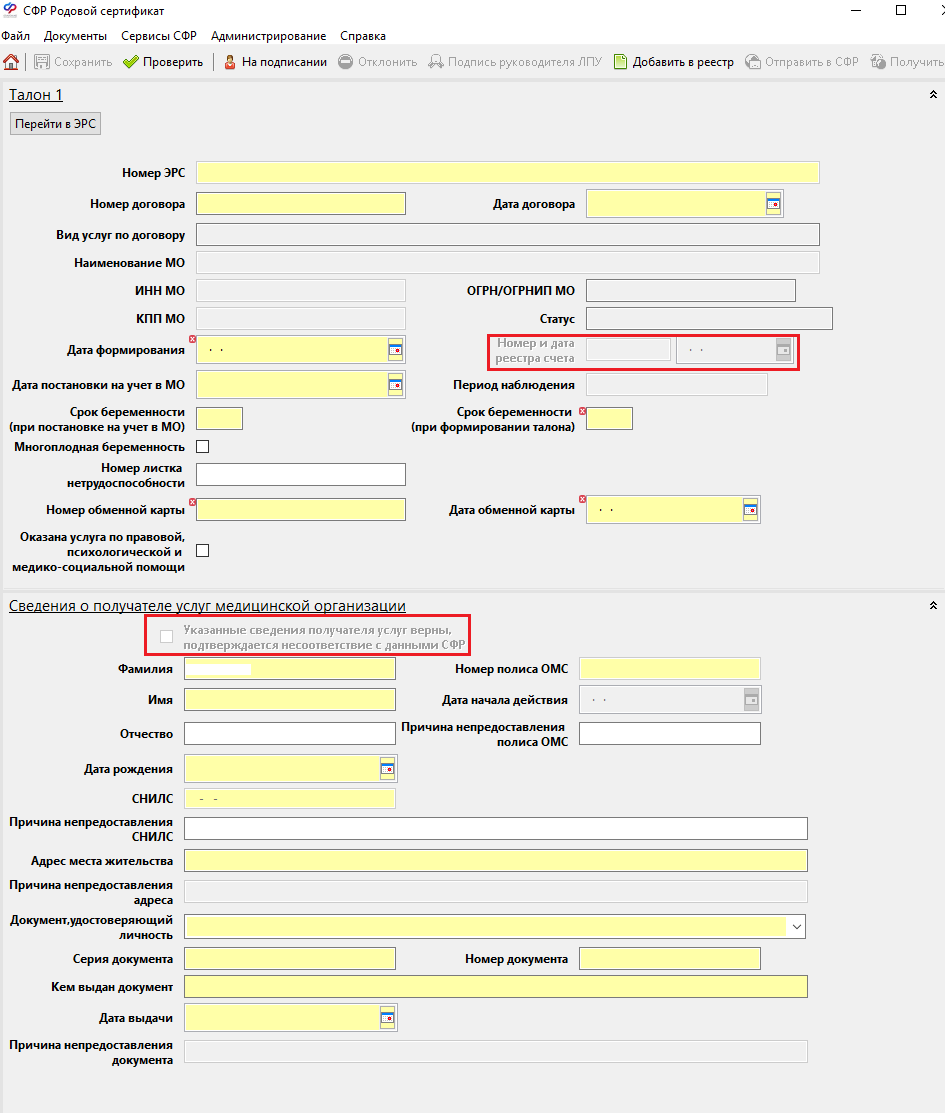 СФР Родовой сертификат
Файл Документы Сервисы СФР Администрирование Справка
Сохранить Проверить На подписании Отклонить Подпись руководителя ЛПУ Добавить в реестр Отправить в СФР Получить
Талон 1
Перейти в ЭРС
Номер ЭРС
Номер договора Дата договора
Вид услуг по договору
Наименование МО
ИНН МО ОГРН/ОГРНИП МО
КПП МО Статус
Дата формирования . . Номер и дата
реестра счета . .
Дата постановки на учет в МО Период наблюдения
Срок беременности
(при постановке на учет в МО)
Срок беременности
(при формировании талона)
Многоплодная беременность
Номер листка
нетрудоспособности
Номер обменной карты Дата обменной карты . .
Оказана услуга по правовой,
психологической и
медико-социальной помощи
Сведения о получателе услуг медицинской организации
Указанные сведения получателя услуг верны,
подтверждается несоответствие с данными СФР
Фамилия Номер полиса ОМС
Имя Дата начала действия . .
Отчество Причина непредоставления
полиса ОМС
Дата рождения
СНИЛС - -
Причина непредоставления
СНИЛС
Адрес места жительства
Причина непредоставления
адреса
Документ,удостоверяющий
личность
Серия документа Номер документа
Кем выдан документ
Дата выдачи
Причина непредоставления
документа